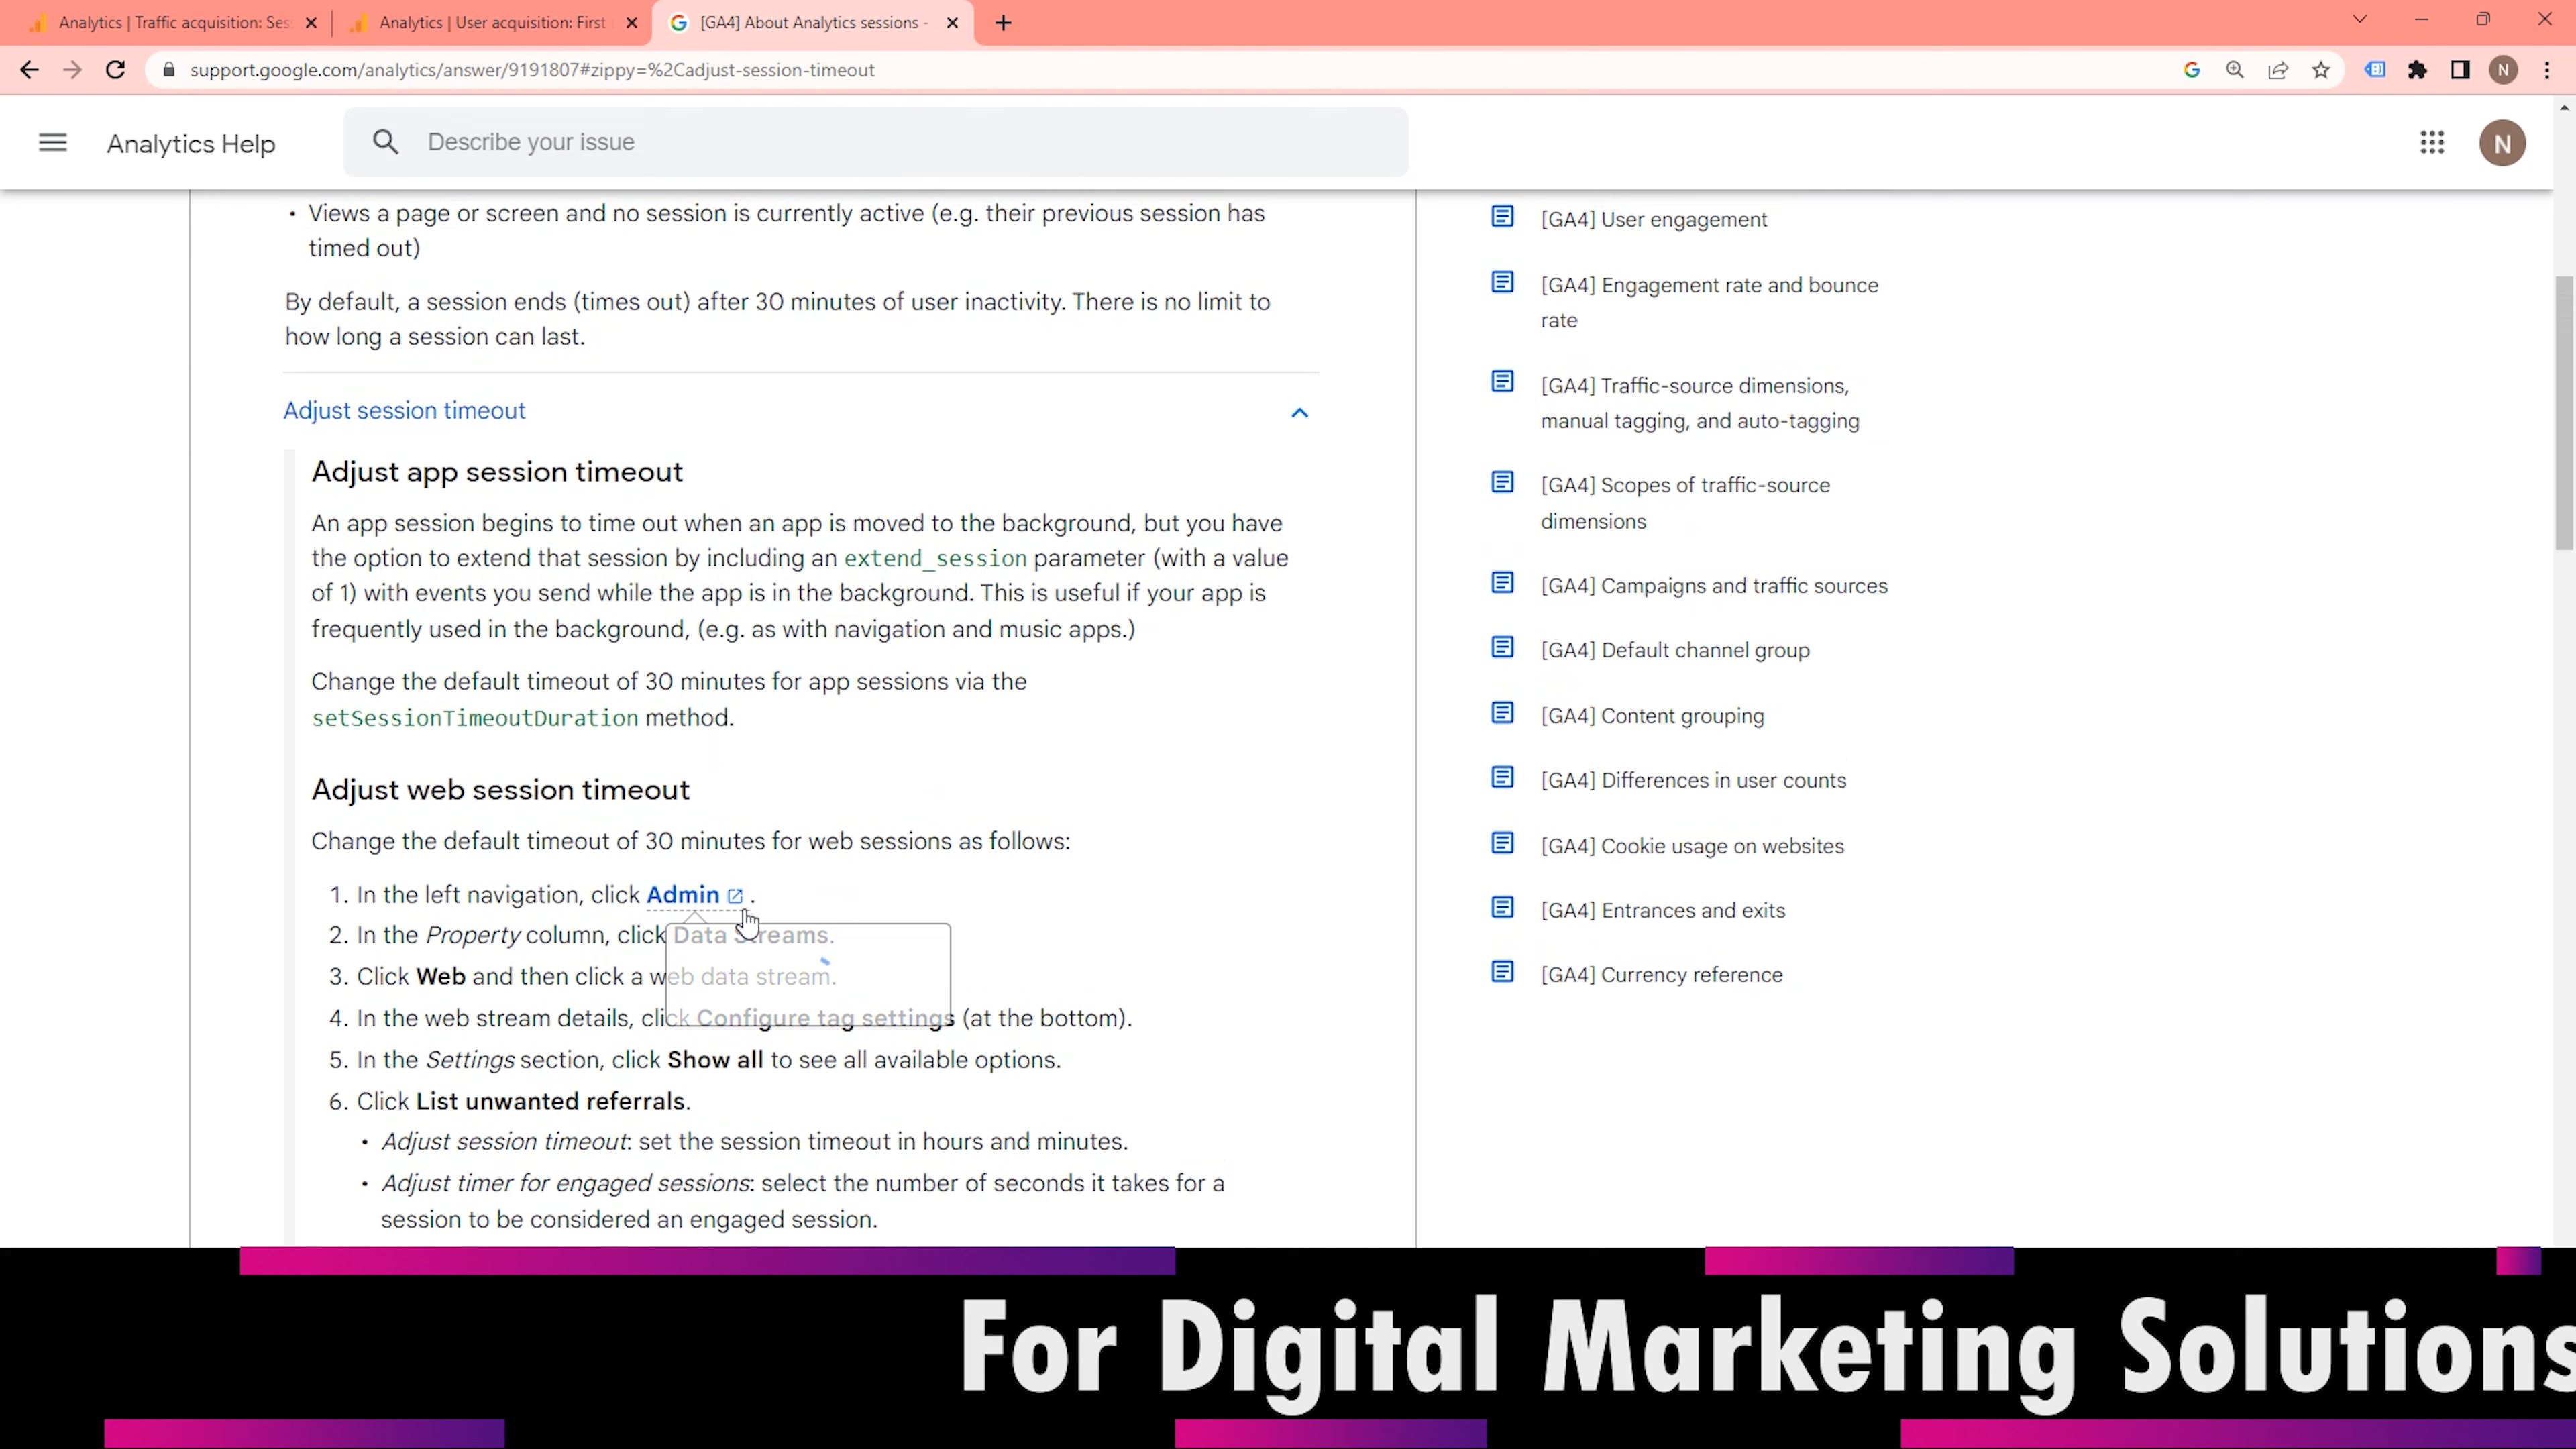 Analytics | Traffic acquisition: Ses
Analytics | User acquisition: First
[GA4] About Analytics sessions -
support.google.com/analytics/answer/9191807#zippy=%2Cadjust-session-timeout
N
Analytics Help
Describe your issue
N
• Views a page or screen and no session is currently active (e.g. their previous session has
timed out)
By default, a session ends (times out) after 30 minutes of user inactivity. There is no limit to
how long a session can last.
Adjust session timeout
Adjust app session timeout
An app session begins to time out when an app is moved to the background, but you have
the option to extend that session by including an extend_session parameter (with a value
of 1) with events you send while the app is in the background. This is useful if your app is
frequently used in the background, (e.g. as with navigation and music apps.)
Change the default timeout of 30 minutes for app sessions via the
setSessionTimeoutDuration method.
Adjust web session timeout
Change the default timeout of 30 minutes for web sessions as follows:
1. In the left navigation, click Admin.
2. In the Property column, click Data Streams.
3. Click Web and then click a web data stream.
4. In the web stream details, click Configure tag settings (at the bottom).
5. In the Settings section, click Show all to see all available options.
6. Click List unwanted referrals.
• Adjust session timeout: set the session timeout in hours and minutes.
• Adjust timer for engaged sessions: select the number of seconds it takes for a
session to be considered an engaged session.
[GA4] User engagement
[GA4] Engagement rate and bounce
rate
[GA4] Traffic-source dimensions,
manual tagging, and auto-tagging
[GA4] Scopes of traffic-source
dimensions
[GA4] Campaigns and traffic sources
[GA4] Default channel group
[GA4] Content grouping
[GA4] Differences in user counts
[GA4] Cookie usage on websites
[GA4] Entrances and exits
[GA4] Currency reference
For Digital Marketing Solutions